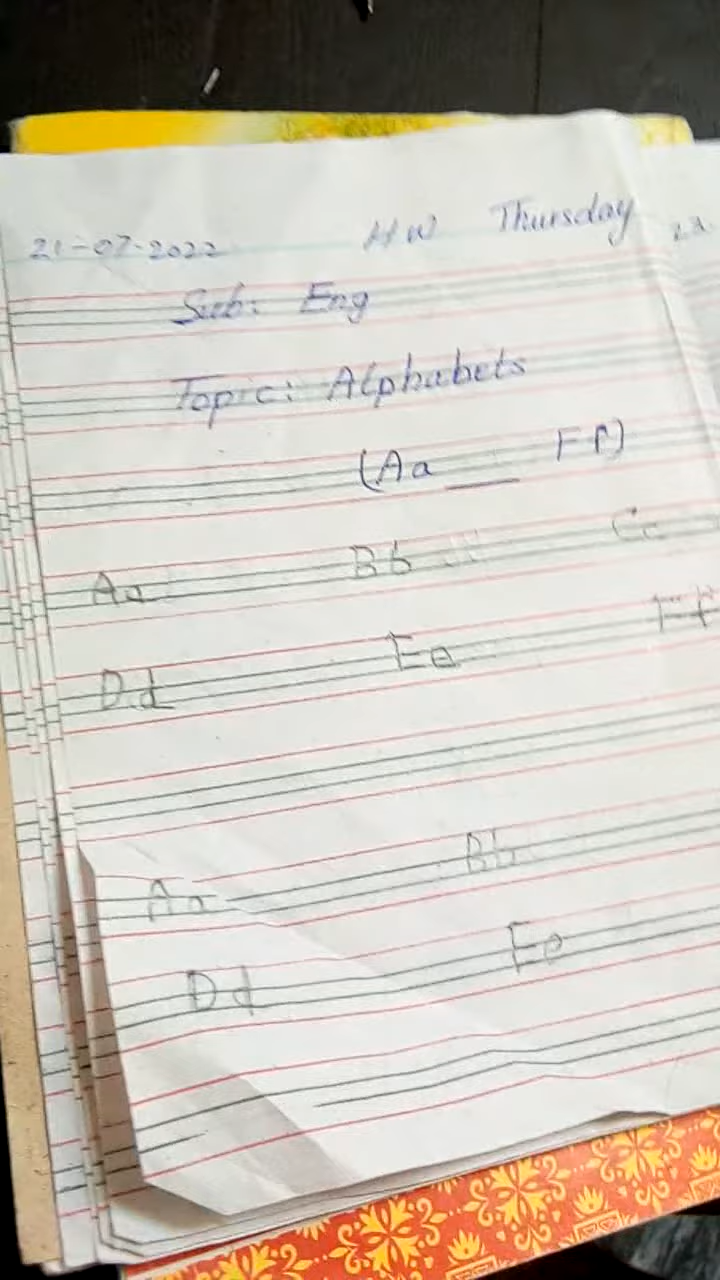 21-07-2022 HW Thursday
Sub: Eng
Topic: Alphabets
(Aa ___ Ff)
Aa Bb Cc
Dd Ee Ff
Aa Bb
Dd Ee